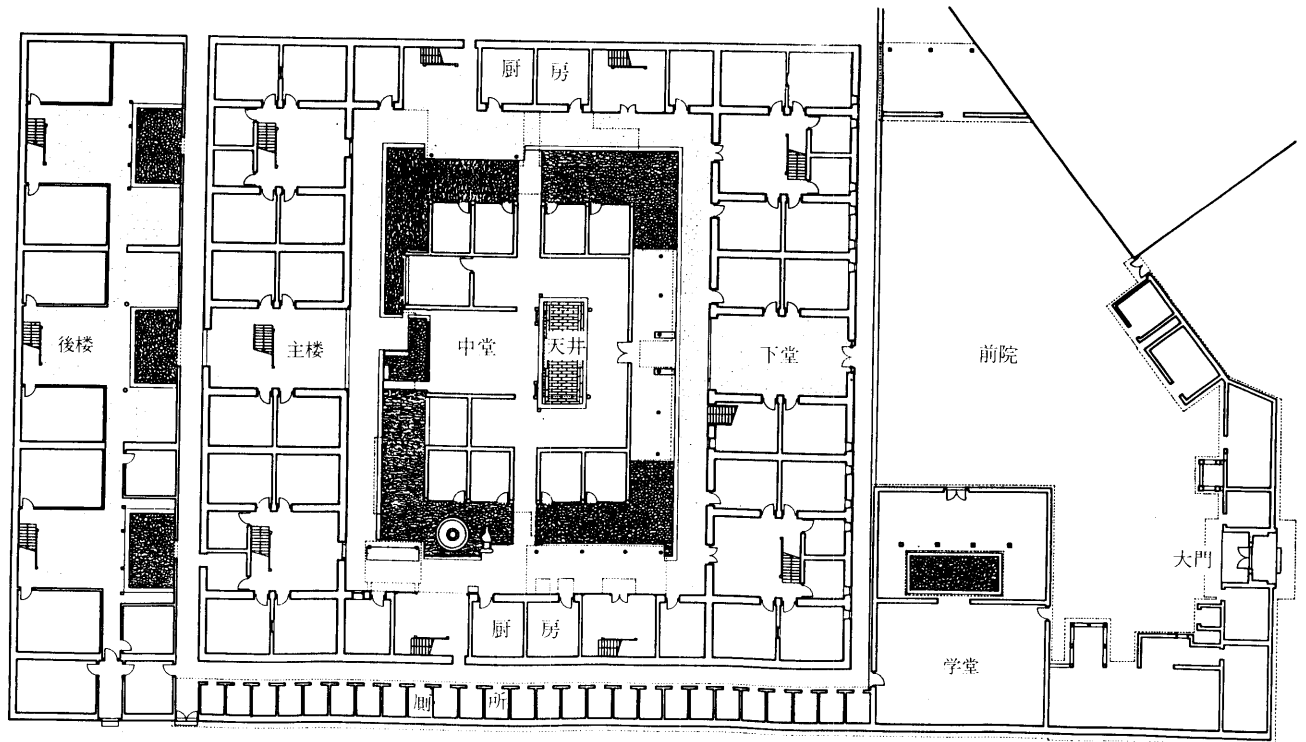 厨 房
後楼
主楼
中堂
天井
下堂
前院
大門
厨 房
学堂
厠 所